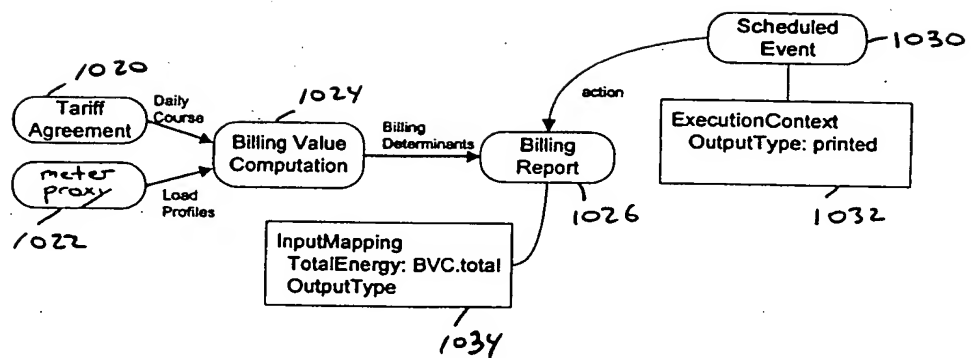 Scheduled
Event
1030
1020
1024
action
Tariff
Agreement
Daily
Course
Billing Value
Computation
Billing
Determinants
Billing
Report
ExecutionContext
OutputType: printed
meter
proxy
Load
Profiles
1022
1026
1032
InputMapping
TotalEnergy: BVC.total
OutputType
1034